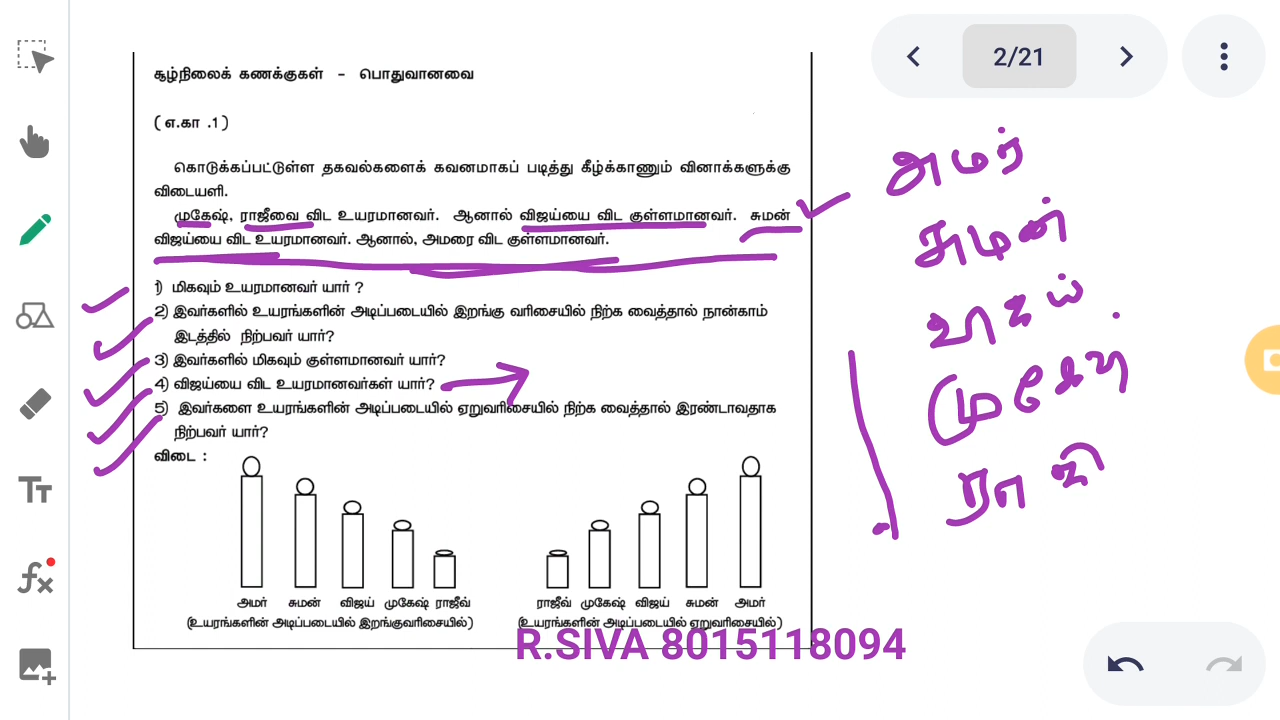 2/21
சூழ்நிலைக் கணக்குகள் - பொதுவானவை
( எ.கா .1)
கொடுக்கப்பட்டுள்ள தகவல்களைக் கவனமாகப் படித்து கீழ்க்காணும் வினாக்களுக்கு
விடையளி.
முகேஷ், ராஜீவை விட உயரமானவர். ஆனால் விஜய்யை விட குள்ளமானவர். சுமன்
விஜய்யை விட உயரமானவர். ஆனால், அமரை விட குள்ளமானவர்.
1) மிகவும் உயரமானவர் யார் ?
2) இவர்களில் உயரங்களின் அடிப்படையில் இறங்கு வரிசையில் நிற்க வைத்தால் நான்காம்
இடத்தில் நிற்பவர் யார்?
3) இவர்களில் மிகவும் குள்ளமானவர் யார்?
4) விஜய்யை விட உயரமானவர்கள் யார்?
5) இவர்களை உயரங்களின் அடிப்படையில் ஏறுவரிசையில் நிற்க வைத்தால் இரண்டாவதாக
நிற்பவர் யார்?
விடை :
அமர் சுமன் விஜய் முகேஷ் ராஜீவ்
(உயரங்களின் அடிப்படையில் இறங்குவரிசையில்)
ராஜீவ் முகேஷ் விஜய் சுமன் அமர்
(உயரங்களின் அடிப்படையில் ஏறுவரிசையில்)
அமர்
சுமன்
முகேஷ்
R.SIVA 8015118094
TT
fx